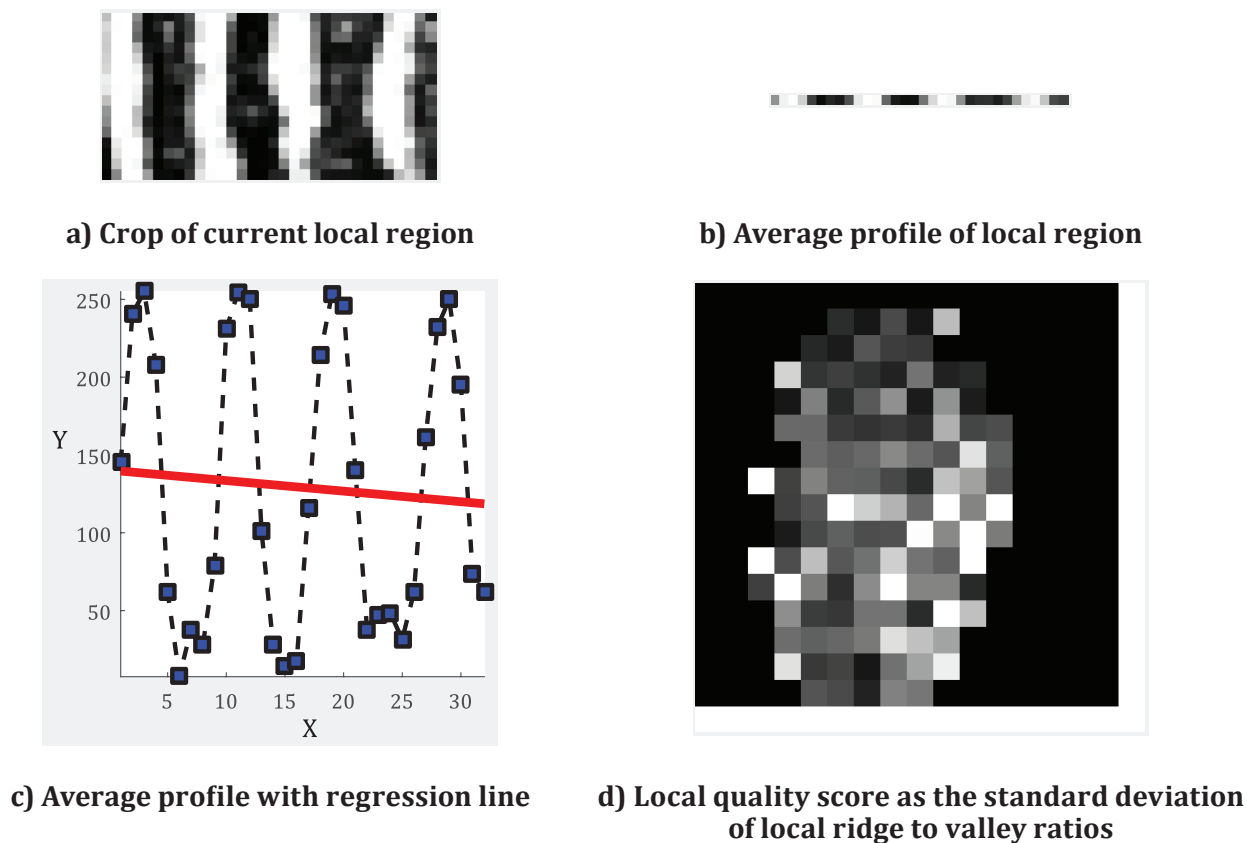 a) Crop of current local region
b) Average profile of local region
250
200
Y
150
100
50
5 10 15 20 25 30
X
c) Average profile with regression line
d) Local quality score as the standard deviation
of local ridge to valley ratios